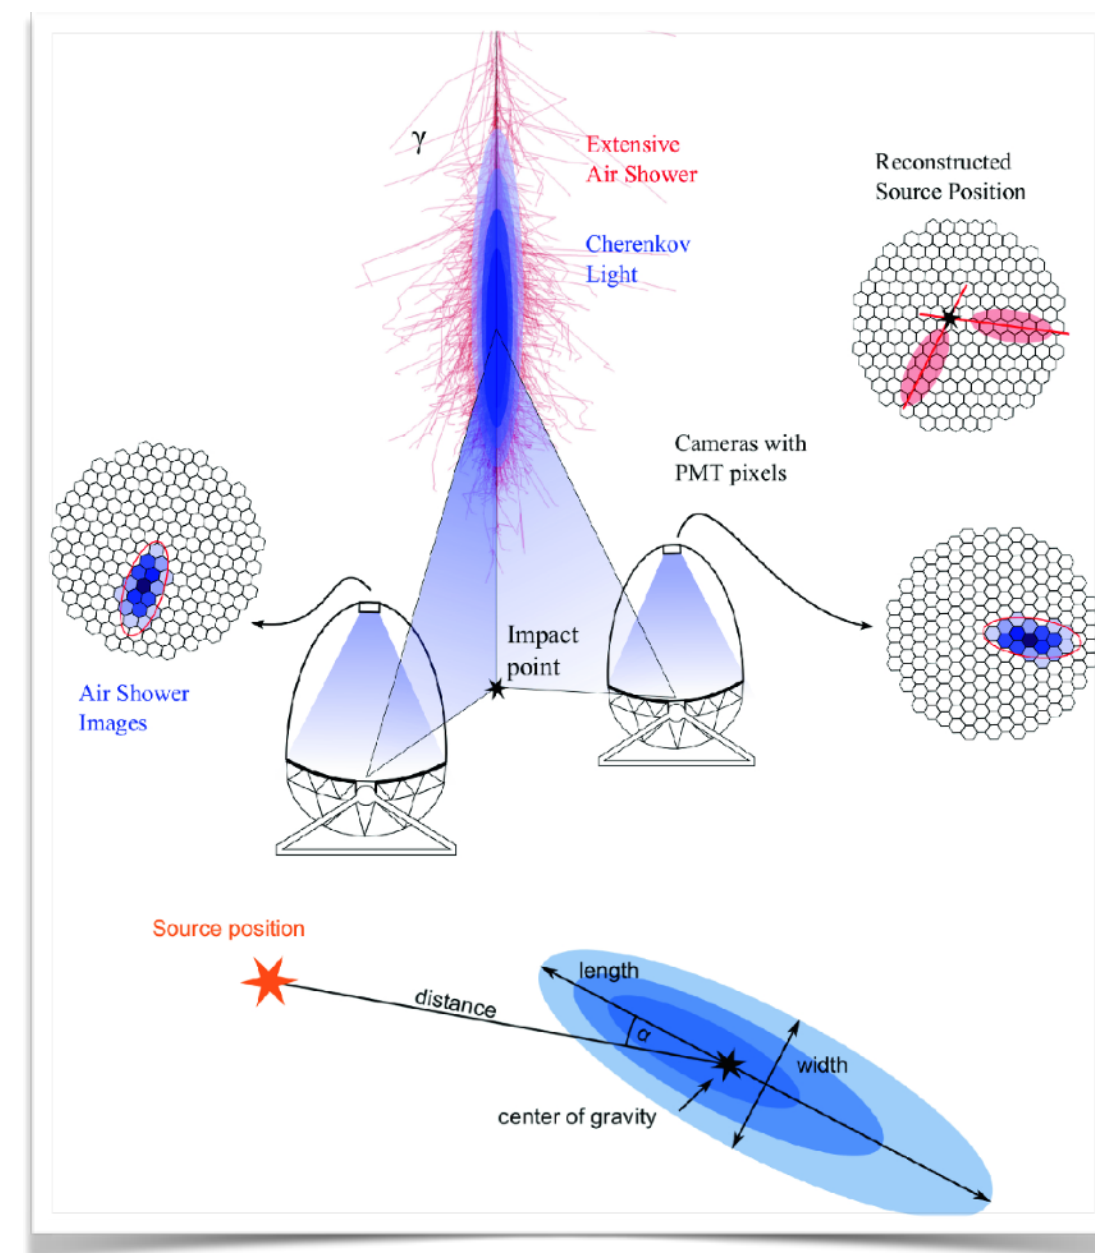 γ
Extensive
Air Shower
Cherenkov
Light
Reconstructed
Source Position
Cameras with
PMT pixels
Impact
point
Air Shower
Images
Source position
distance
length
α
width
center of gravity